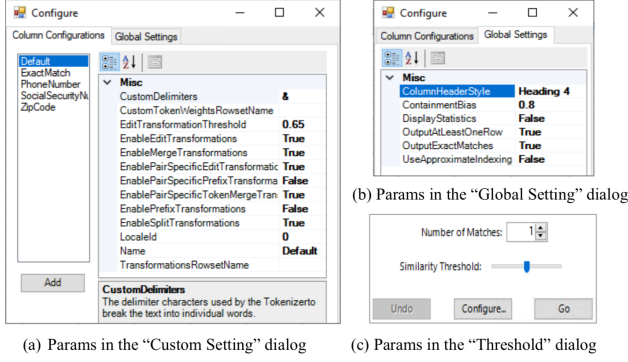 Configure
Column Configurations Global Settings
Default
ExactMatch
PhoneNumber
SocialSecurityNu
ZipCode
Add
Misc
CustomDelimiters &
CustomTokenWeightsRowsetName
EditTransformationThreshold 0.65
EnableEditTransformations True
EnableMergeTransformations True
EnablePairSpecificEditTransformatic True
EnablePairSpecificPrefixTransforma False
EnablePairSpecificTokenMergeTran True
EnablePrefixTransformations False
EnableSplitTransformations True
LocaleId 0
Name Default
TransformationsRowsetName
CustomDelimiters
The delimiter characters used by the Tokenizerto
break the text into individual words.
(a) Params in the “Custom Setting” dialog
Configure
Column Configurations Global Settings
Misc
ColumnHeaderStyle Heading 4
ContainmentBias 0.8
DisplayStatistics False
OutputAtLeastOneRow True
OutputExactMatches True
UseApproximateIndexing False
(b) Params in the “Global Setting” dialog
Number of Matches: 1
Similarity Threshold:
Undo Configure... Go
(c) Params in the “Threshold” dialog